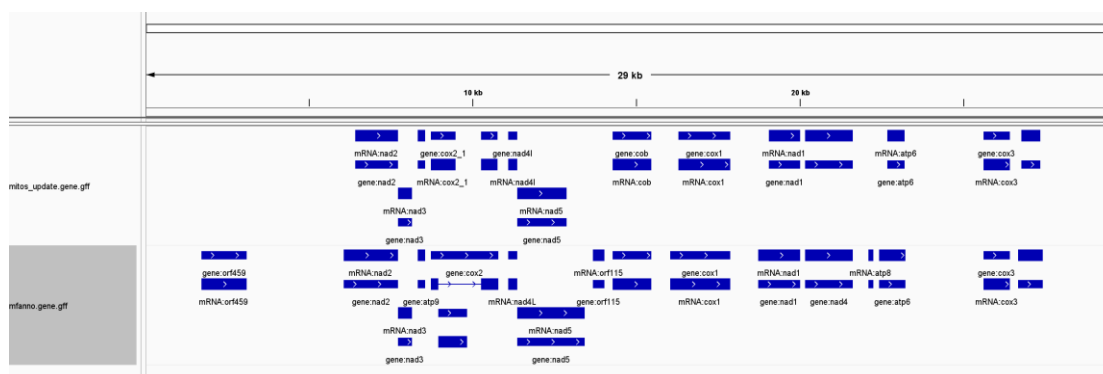 29 kb
10 kb 20 kb
mRNA:nad2 gene:cox2_1 gene:nad4l gene:cob gene:cox1 mRNA:nad1 mRNA:atp6 gene:cox3
gene:nad2 mRNA:cox2_1 mRNA:nad4l mRNA:cob mRNA:cox1 gene:nad1 gene:atp6 mRNA:cox3
mitos_update.gene.gff
mRNA:nad3 mRNA:nad5
gene:nad3 gene:nad5
gene:orf459 mRNA:nad2 gene:cox2 mRNA:orf115 gene:cox1 mRNA:nad1 mRNA:atp8 gene:cox3
mRNA:orf459 gene:nad2 gene:atp9 mRNA:nad4L gene:orf115 mRNA:cob mRNA:cox1 gene:nad1 gene:nad4 gene:atp6 mRNA:cox3
mfanno.gene.gff
mRNA:nad3 mRNA:nad5
gene:nad3 gene:nad5